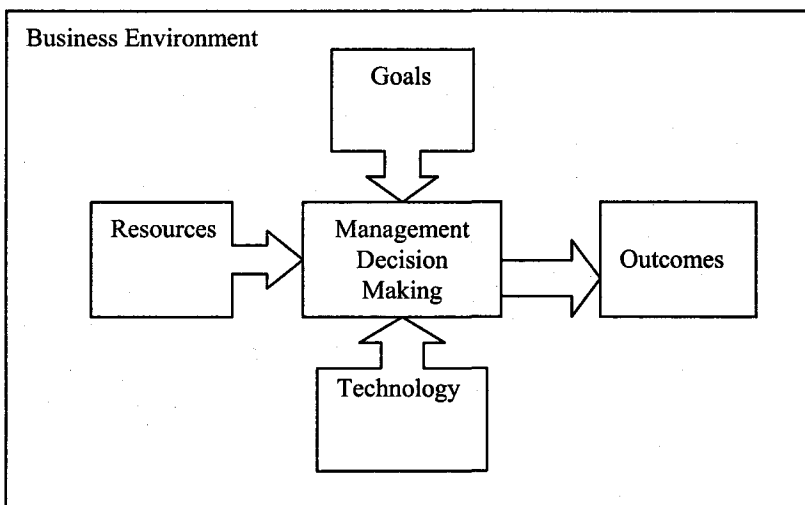 Business Environment
Goals
Resources
Management
Decision
Making
Outcomes
Technology